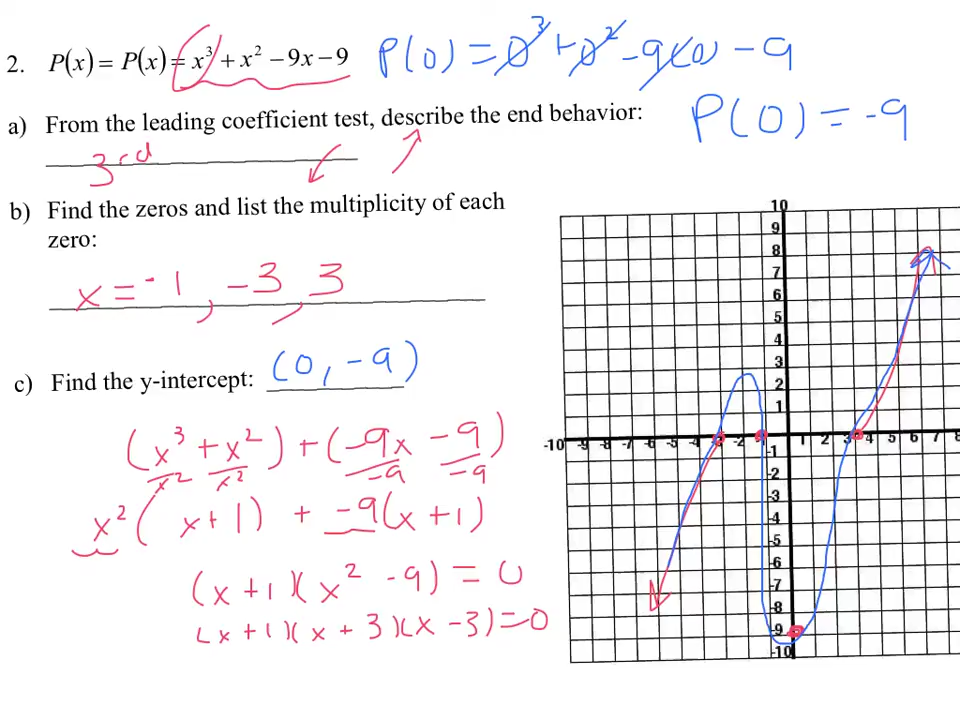 2. P(x) = P(x) = x³ + x² − 9x − 9
P(0) = 0³ + 0² − 9(0) − 9
P(0) = -9
a) From the leading coefficient test, describe the end behavior:
3rd
b) Find the zeros and list the multiplicity of each
zero:
x = -1, -3, 3
c) Find the y-intercept: (0, -9)
(x³ + x²) + (-9x - 9)
x² x² -9 -9
x²(x + 1) + -9(x + 1)
(x + 1)(x² - 9) = 0
(x + 1)(x + 3)(x - 3) = 0
10
9
8
7
6
5
4
3
2
1
-10 -9 -8 -7 -6 -5 -4 -3 -2 1 2 3 4 5 6 7 8
-1
-2
-3
-4
-5
-6
-7
-8
-9
-10